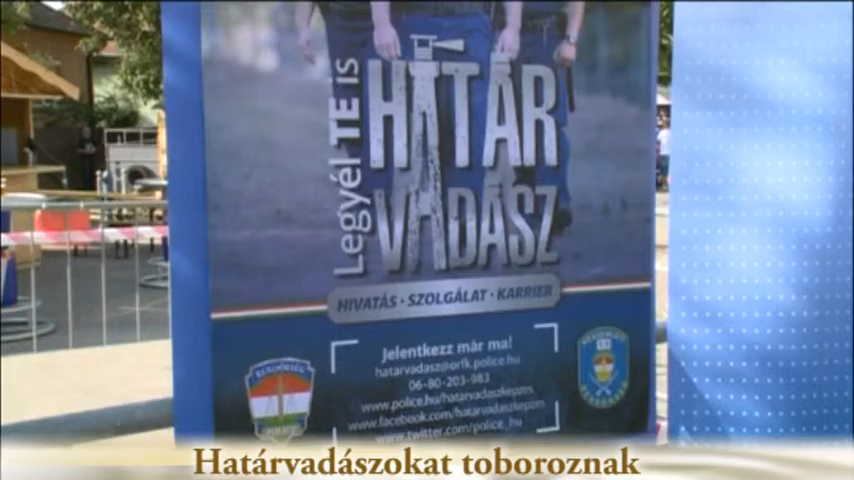 Legyél TE is
HATÁR
VADÁSZ
HIVATÁS · SZOLGÁLAT · KARRIER
Jelentkezz már ma!
hatarvadasz@orfk.police.hu
06-80-203-983
www.police.hu/hatarvadaszkepzes
www.facebook.com/hatarvadaszkepzes
www.twitter.com/police_hu
RENDŐRSÉG
Határvadászokat toboroznak